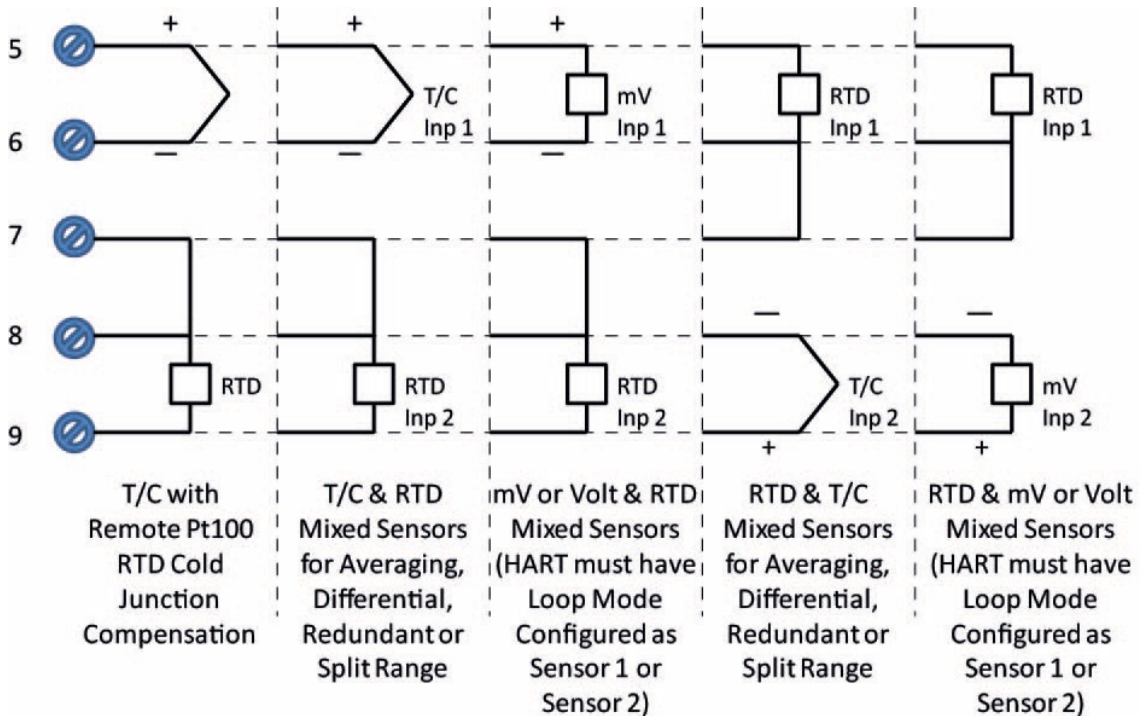 5
6
7
8
9
+
—
+
—
T/C
Inp 1
+
—
mV
Inp 1
RTD
Inp 1
RTD
Inp 1
RTD
RTD
Inp 2
RTD
Inp 2
—
+
T/C
Inp 2
—
+
mV
Inp 2
T/C with
Remote Pt100
RTD Cold
Junction
Compensation
T/C & RTD
Mixed Sensors
for Averaging,
Differential,
Redundant or
Split Range
mV or Volt & RTD
Mixed Sensors
(HART must have
Loop Mode
Configured as
Sensor 1 or
Sensor 2)
RTD & T/C
Mixed Sensors
for Averaging,
Differential,
Redundant or
Split Range
RTD & mV or Volt
Mixed Sensors
(HART must have
Loop Mode
Configured as
Sensor 1 or
Sensor 2)